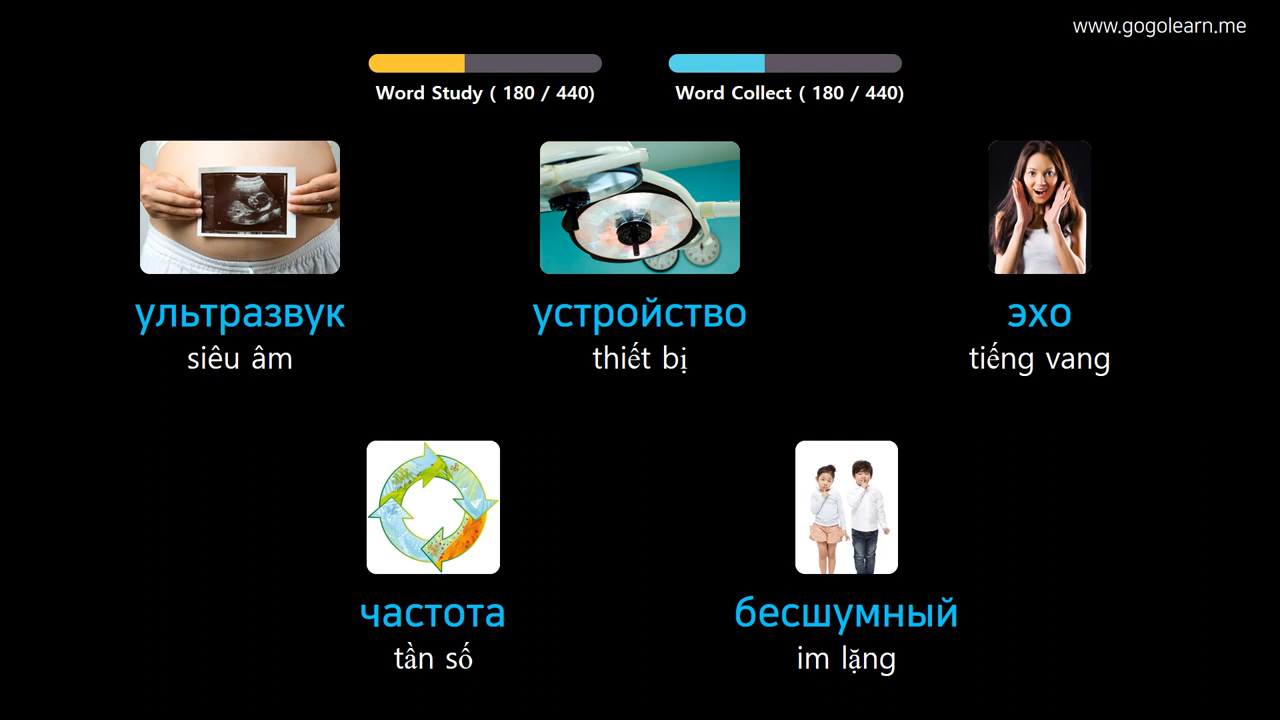 www.gogolearn.me
Word Study ( 180 / 440)
Word Collect ( 180 / 440)
ультразвук
siêu âm
устройство
thiết bị
эхо
tiếng vang
частота
tần số
бесшумный
im lặng